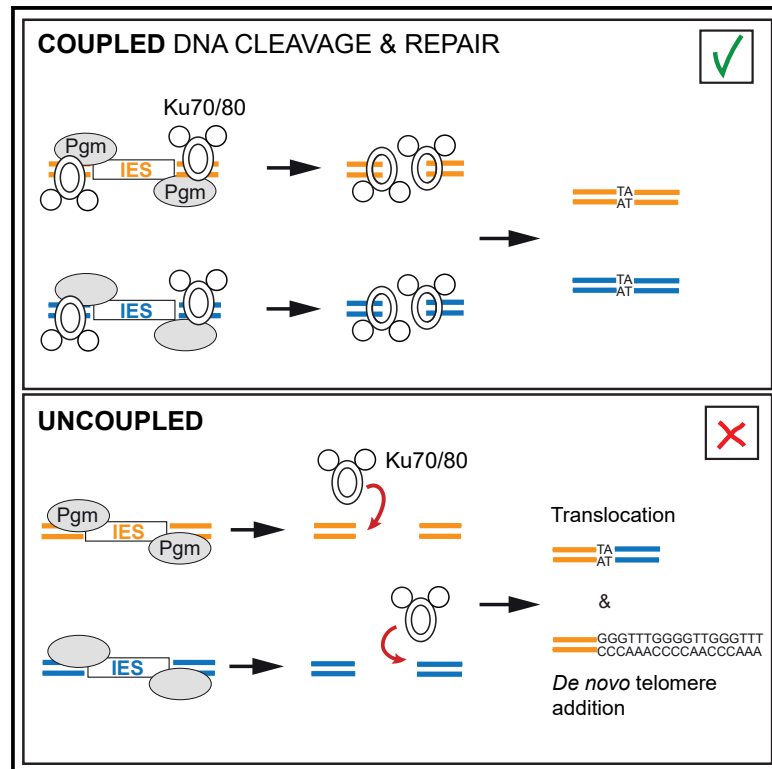 COUPLED DNA CLEAVAGE & REPAIR
Ku70/80
Pgm
IES
Pgm
TA
AT
IES
TA
AT
UNCOUPLED
Ku70/80
Pgm
IES
Pgm
Translocation
TA
AT
&
IES
GGGTTTGGGGTTGGGTTT
CCCAAACCCCAACCCAAA
De novo telomere
addition